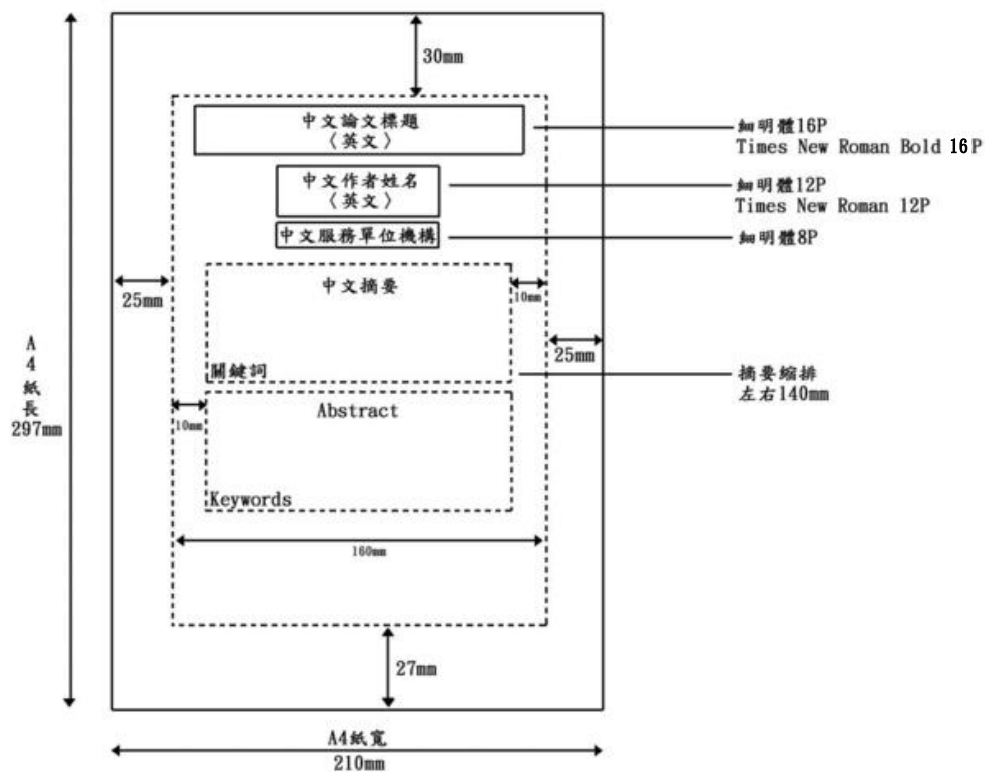 30mm
中文論文標題
〈英文〉
細明體16P
Times New Roman Bold 16P
中文作者姓名
〈英文〉
細明體12P
Times New Roman 12P
中文服務單位機構
細明體8P
中文摘要
25mm
10mm
關鍵詞
25mm
摘要縮排
左右140mm
A
4
紙
長
297mm
10mm
Abstract
Keywords
160mm
27mm
A4紙寬
210mm